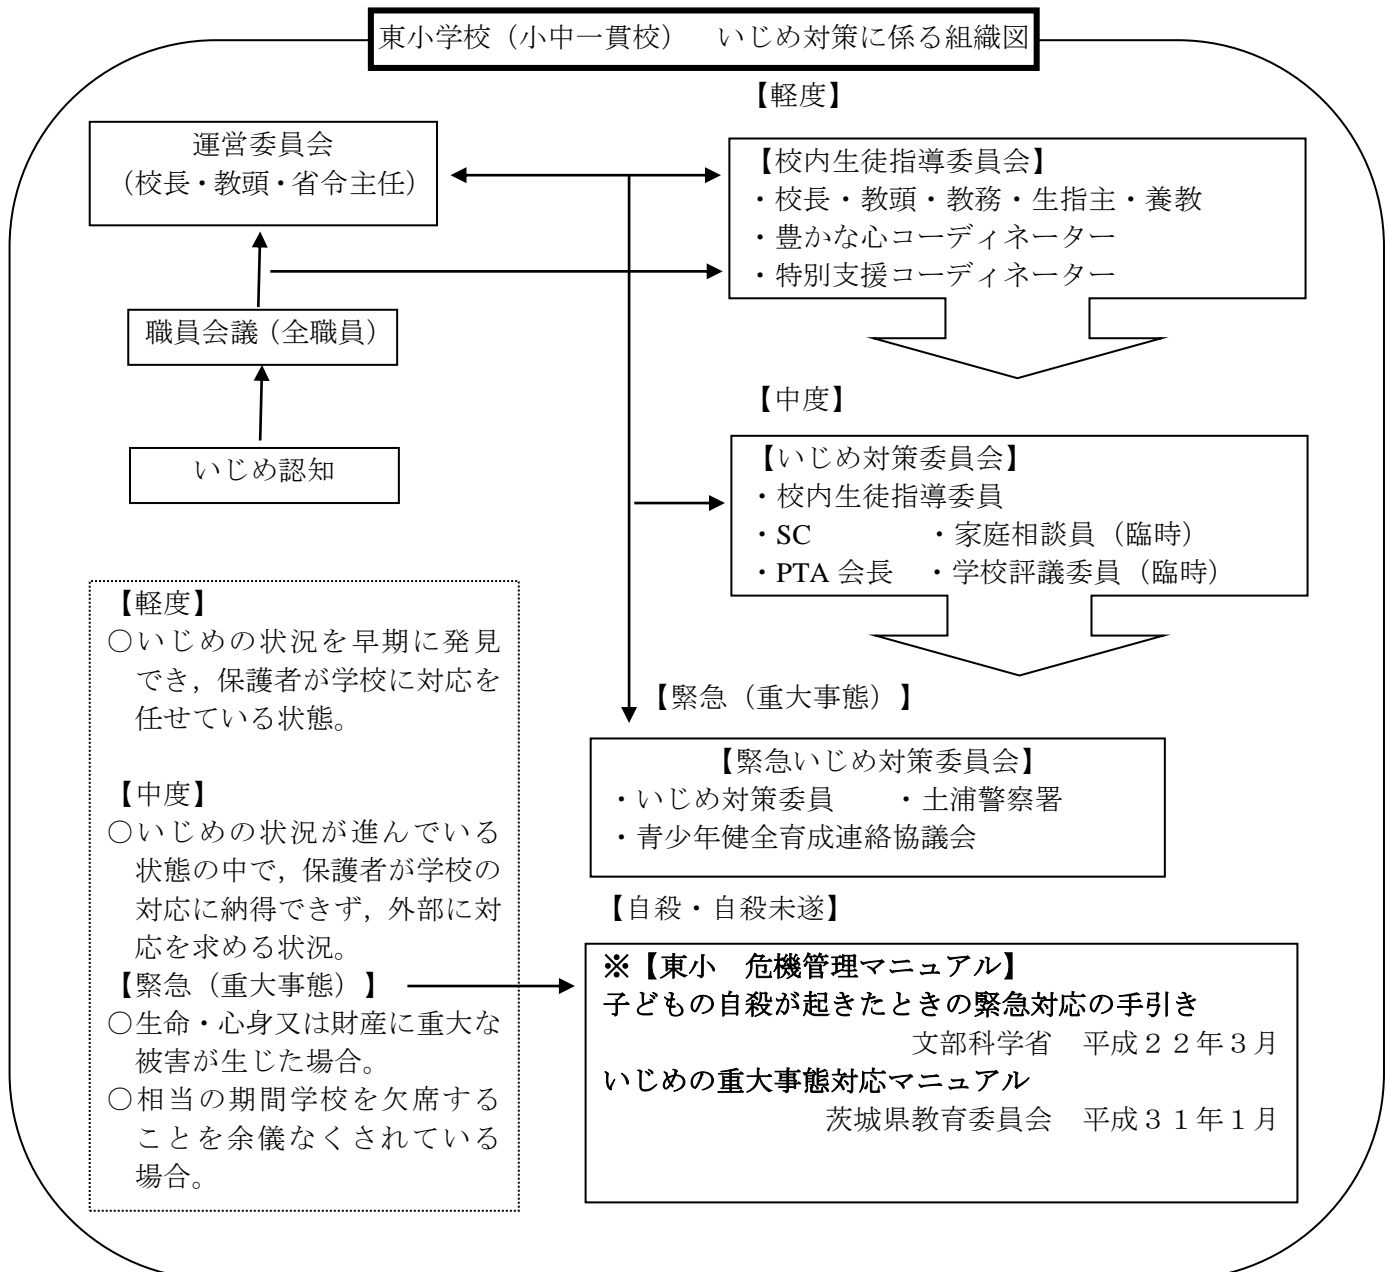 東小学校（小中一貫校）　いじめ対策に係る組織図
【軽度】
運営委員会
（校長・教頭・省令主任）
【校内生徒指導委員会】
・校長・教頭・教務・生指主・養教
・豊かな心コーディネーター
・特別支援コーディネーター
職員会議（全職員）
いじめ認知
【中度】
【いじめ対策委員会】
・校内生徒指導委員
・SC　　　　・家庭相談員（臨時）
・PTA 会長　・学校評議委員（臨時）
【軽度】
○いじめの状況を早期に発見
でき，保護者が学校に対応を
任せている状態。
【中度】
○いじめの状況が進んでいる
状態の中で，保護者が学校の
対応に納得できず，外部に対
応を求める状況。
【緊急（重大事態）】
○生命・心身又は財産に重大な
被害が生じた場合。
○相当の期間学校を欠席する
ことを余儀なくされている
場合。
【緊急（重大事態）】
【緊急いじめ対策委員会】
・いじめ対策委員　　・土浦警察署
・青少年健全育成連絡協議会
【自殺・自殺未遂】
※【東小　危機管理マニュアル】
子どもの自殺が起きたときの緊急対応の手引き
文部科学省　平成２２年３月
いじめの重大事態対応マニュアル
茨城県教育委員会　平成３１年１月